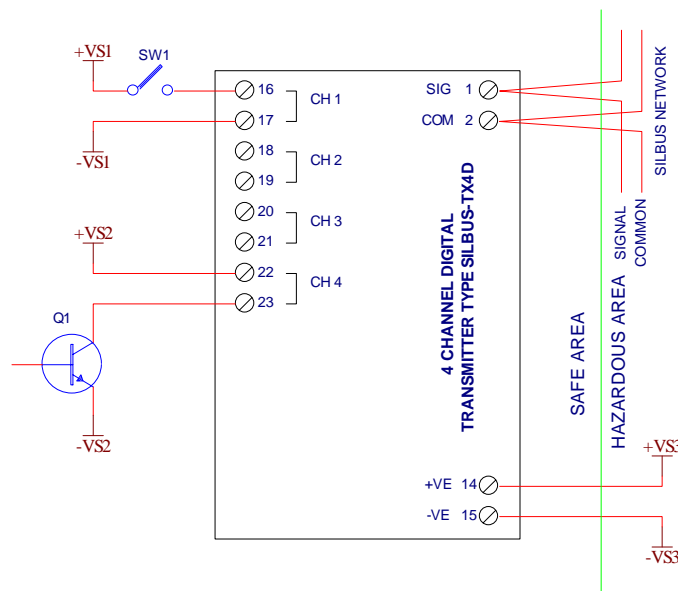 +VS1
SW1
-VS1
+VS2
Q1
-VS2
16
17
CH 1
18
19
CH 2
20
21
CH 3
22
23
CH 4
SIG 1
COM 2
4 CHANNEL DIGITAL
TRANSMITTER TYPE SILBUS-TX4D
+VE 14
-VE 15
SAFE AREA
HAZARDOUS AREA
SIGNAL
COMMON
SILBUS NETWORK
+VS3
-VS3